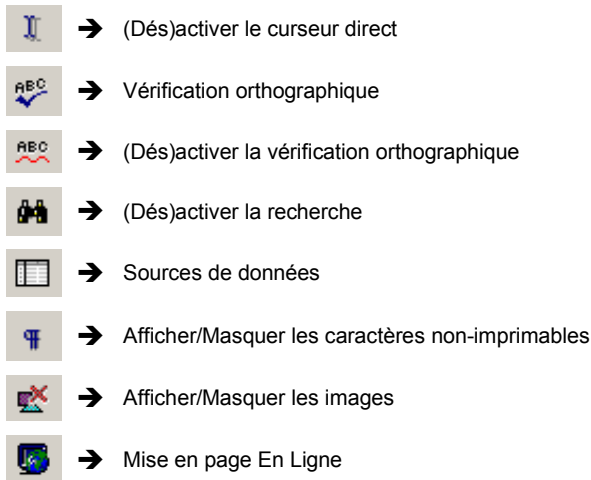 (Dés)activer le curseur direct
ABC Vérification orthographique
ABC (Dés)activer la vérification orthographique
(Dés)activer la recherche
Sources de données
¶ Afficher/Masquer les caractères non-imprimables
Afficher/Masquer les images
Mise en page En Ligne